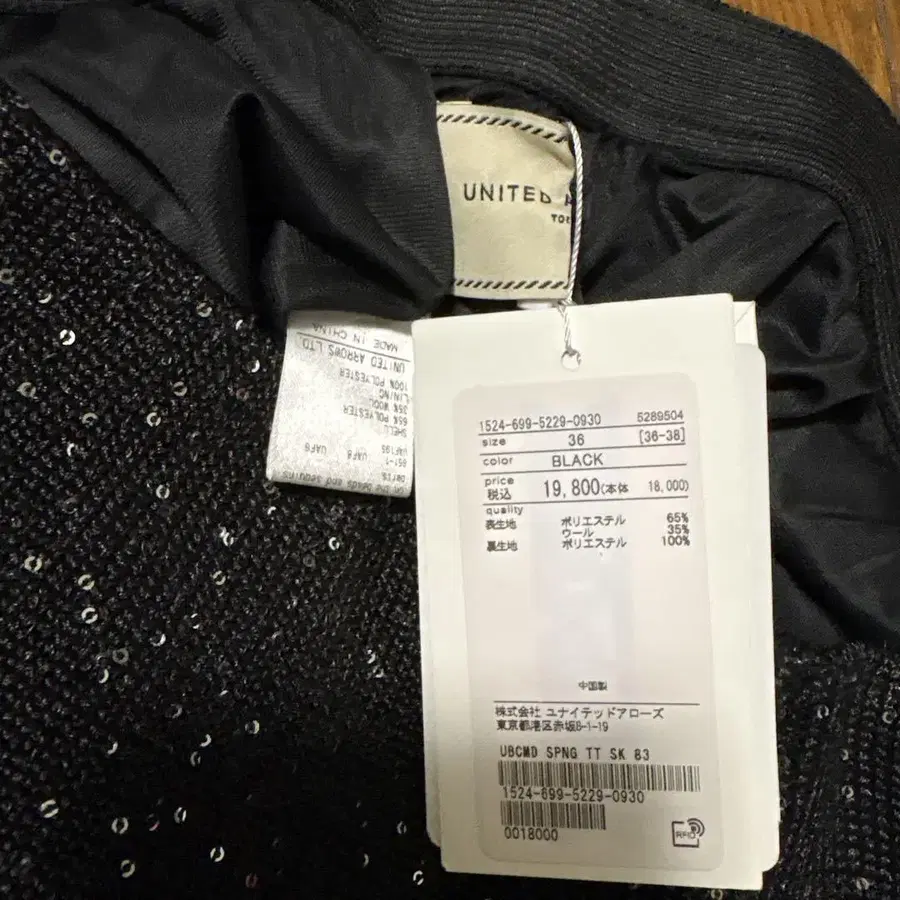 UNITED
MADE IN CHINA
UNITED ARROWS LTD
100% POLYESTER
LINING
35% WOOL
65% POLYESTER
SHELL
UAF8
1524-699-5229-0930 5289504
size 36 [36-38]
color BLACK
price
税込 19,800(本体 18,000)
quality
表生地 ポリエステル 65%
ウール 35%
裏生地 ポリエステル 100%
中国製
株式会社 ユナイテッドアローズ
東京都港区赤坂8-1-19
UBCMD SPNG TT SK 83
1524-699-5229-0930
0018000
RFID